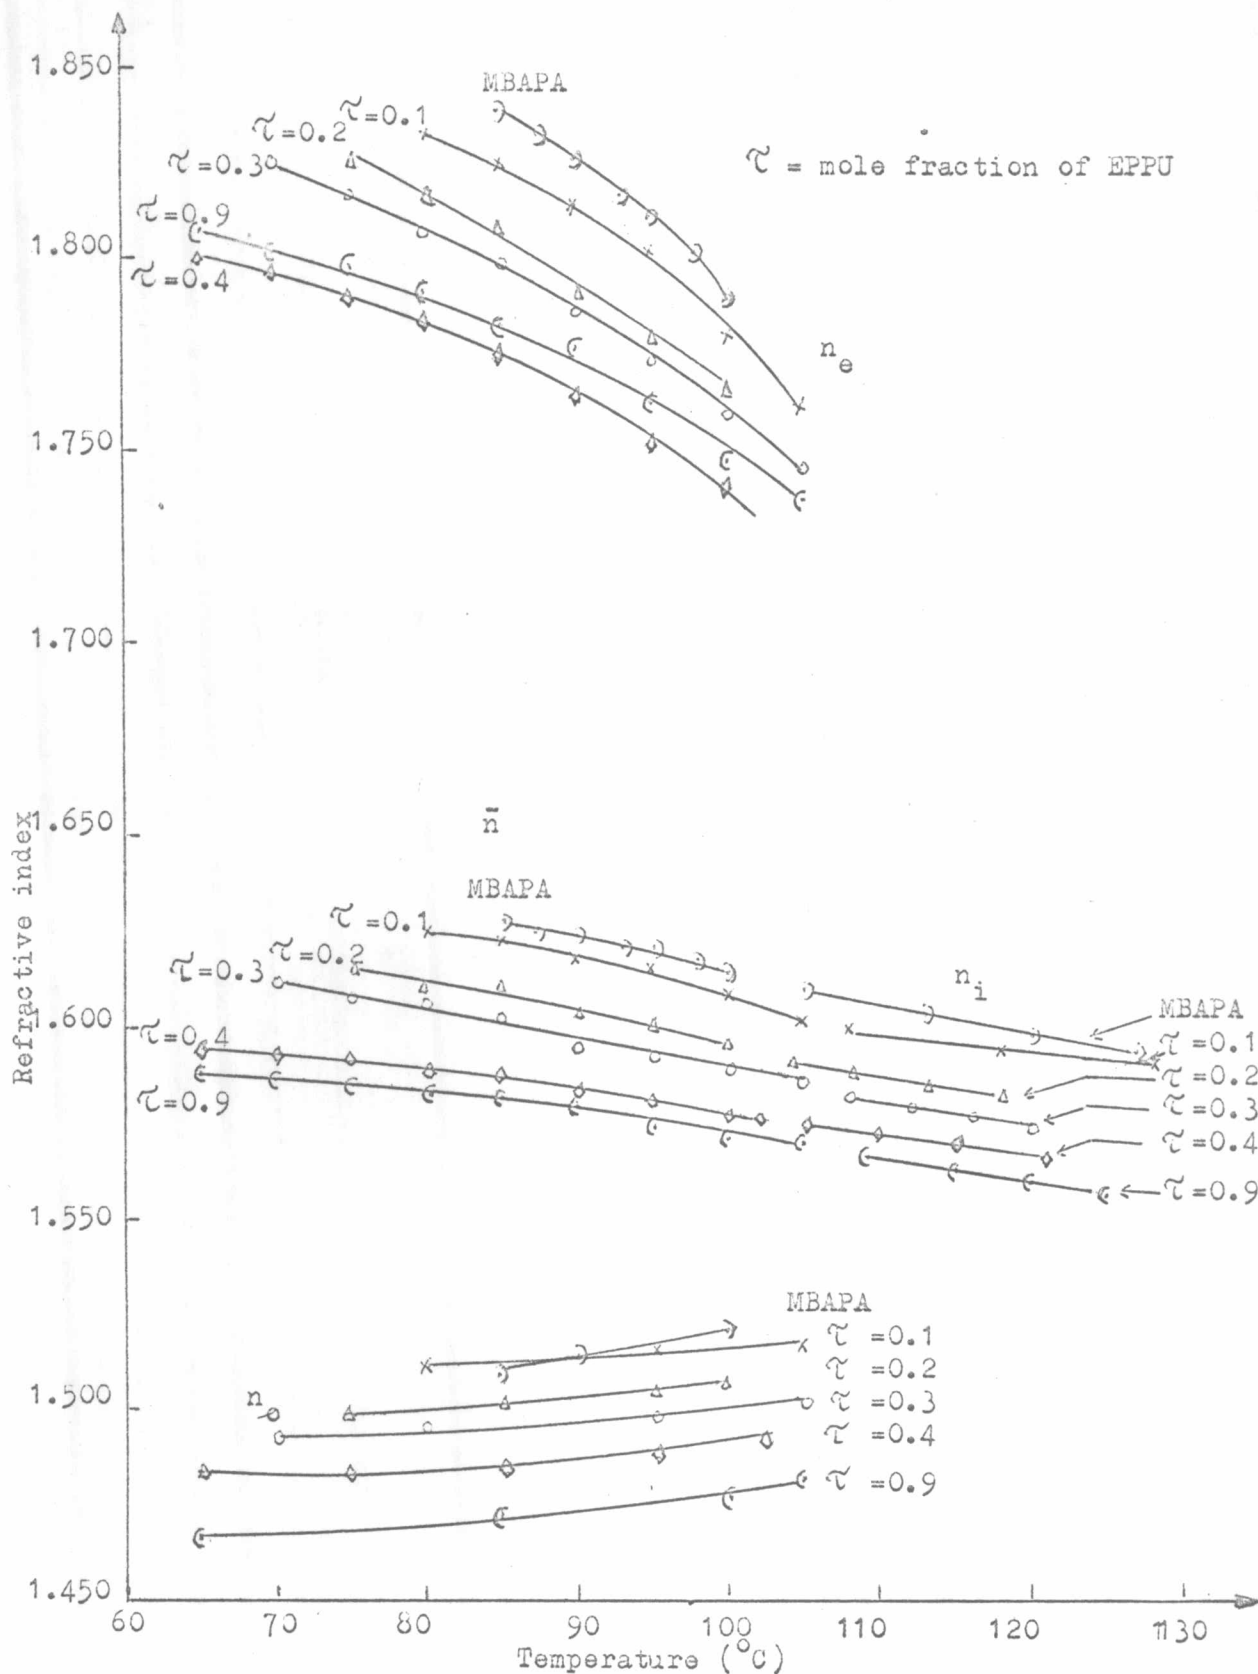 1.850
MBAPA
τ=0.1
τ=0.2
τ=0.3
τ = mole fraction of EPPU
τ=0.9
1.800
τ=0.4
nₑ
1.750
1.700
1.650
n̄
MBAPA
τ=0.1
τ=0.2
τ=0.3
nᵢ
MBAPA
1.600
τ=0.4
τ=0.1
τ=0.2
τ=0.9
τ=0.3
τ=0.4
τ=0.9
1.550
Refractive index
MBAPA
τ =0.1
τ =0.2
n
1.500
τ =0.3
τ =0.4
τ =0.9
1.450
60 70 80 90 100 110 120 130
Temperature (°C)